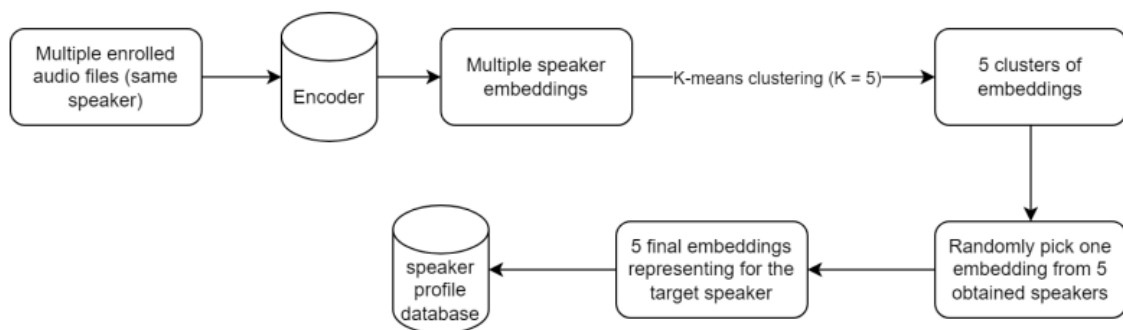 Multiple enrolled
audio files (same
speaker)
Encoder
Multiple speaker
embeddings
K-means clustering (K = 5)
5 clusters of
embeddings
Randomly pick one
embedding from 5
obtained speakers
5 final embeddings
representing for the
target speaker
speaker
profile
database